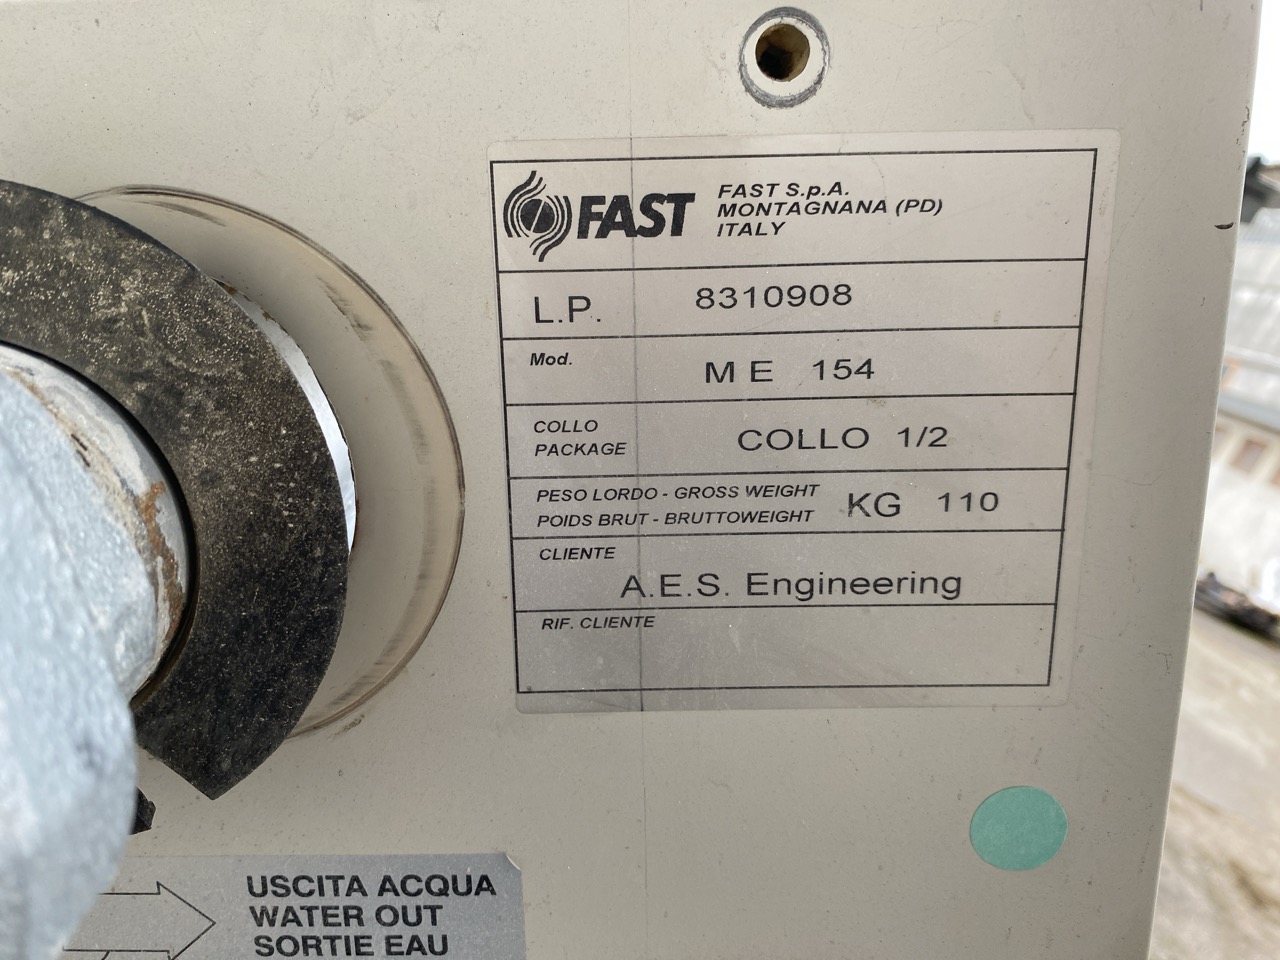 FAST
FAST S.p.A.
MONTAGNANA (PD)
ITALY
L.P. 8310908
Mod. ME 154
COLLO
PACKAGE
COLLO 1/2
PESO LORDO - GROSS WEIGHT
POIDS BRUT - BRUTTOWEIGHT
KG 110
CLIENTE
A.E.S. Engineering
RIF. CLIENTE
USCITA ACQUA
WATER OUT
SORTIE EAU